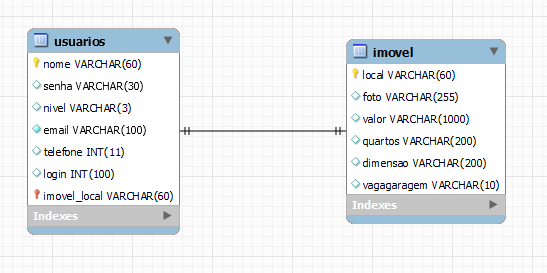 usuarios
nome VARCHAR(60)
senha VARCHAR(30)
nivel VARCHAR(3)
email VARCHAR(100)
telefone INT(11)
login INT(100)
imovel_local VARCHAR(60)
Indexes
imovel
local VARCHAR(60)
foto VARCHAR(255)
valor VARCHAR(1000)
quartos VARCHAR(200)
dimensao VARCHAR(200)
vagagaragem VARCHAR(10)
Indexes